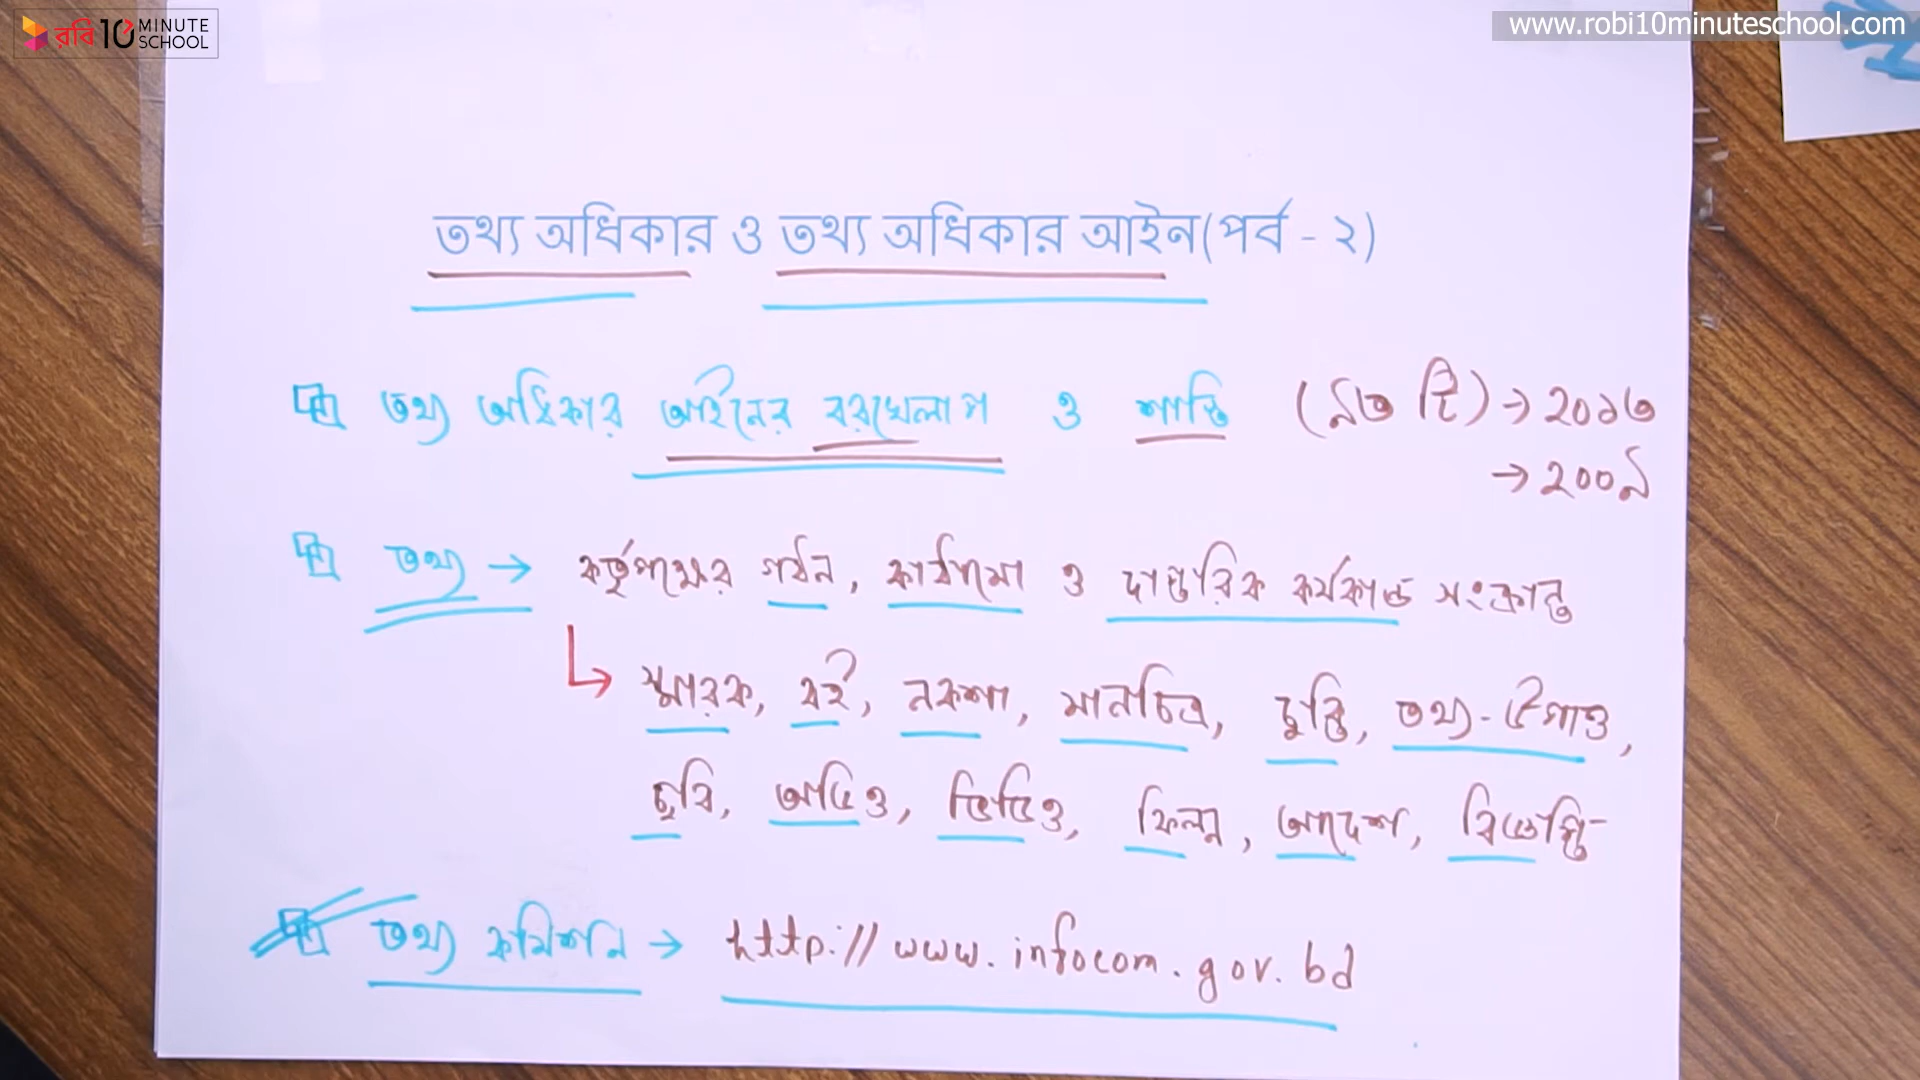 রবি 10 MINUTE SCHOOL
www.robi10minuteschool.com
তথ্য অধিকার ও তথ্য অধিকার আইন(পর্ব - ২)
তথ্য অধিকার আইনের বরখেলাপ ও শাস্তি (৯৩ টি) → ২০১৩
→ ২০০৯
তথ্য → কর্তৃপক্ষের গঠন, কাঠামো ও দাপ্তরিক কর্মকান্ড সংক্রান্ত
স্মারক, বই, নকশা, মানচিত্র, চুক্তি, তথ্য-উপাত্ত,
ছবি, অডিও, ভিডিও, ফিল্ম, আদেশ, বিজ্ঞপ্তি
তথ্য কমিশন → http://www.infocom.gov.bd